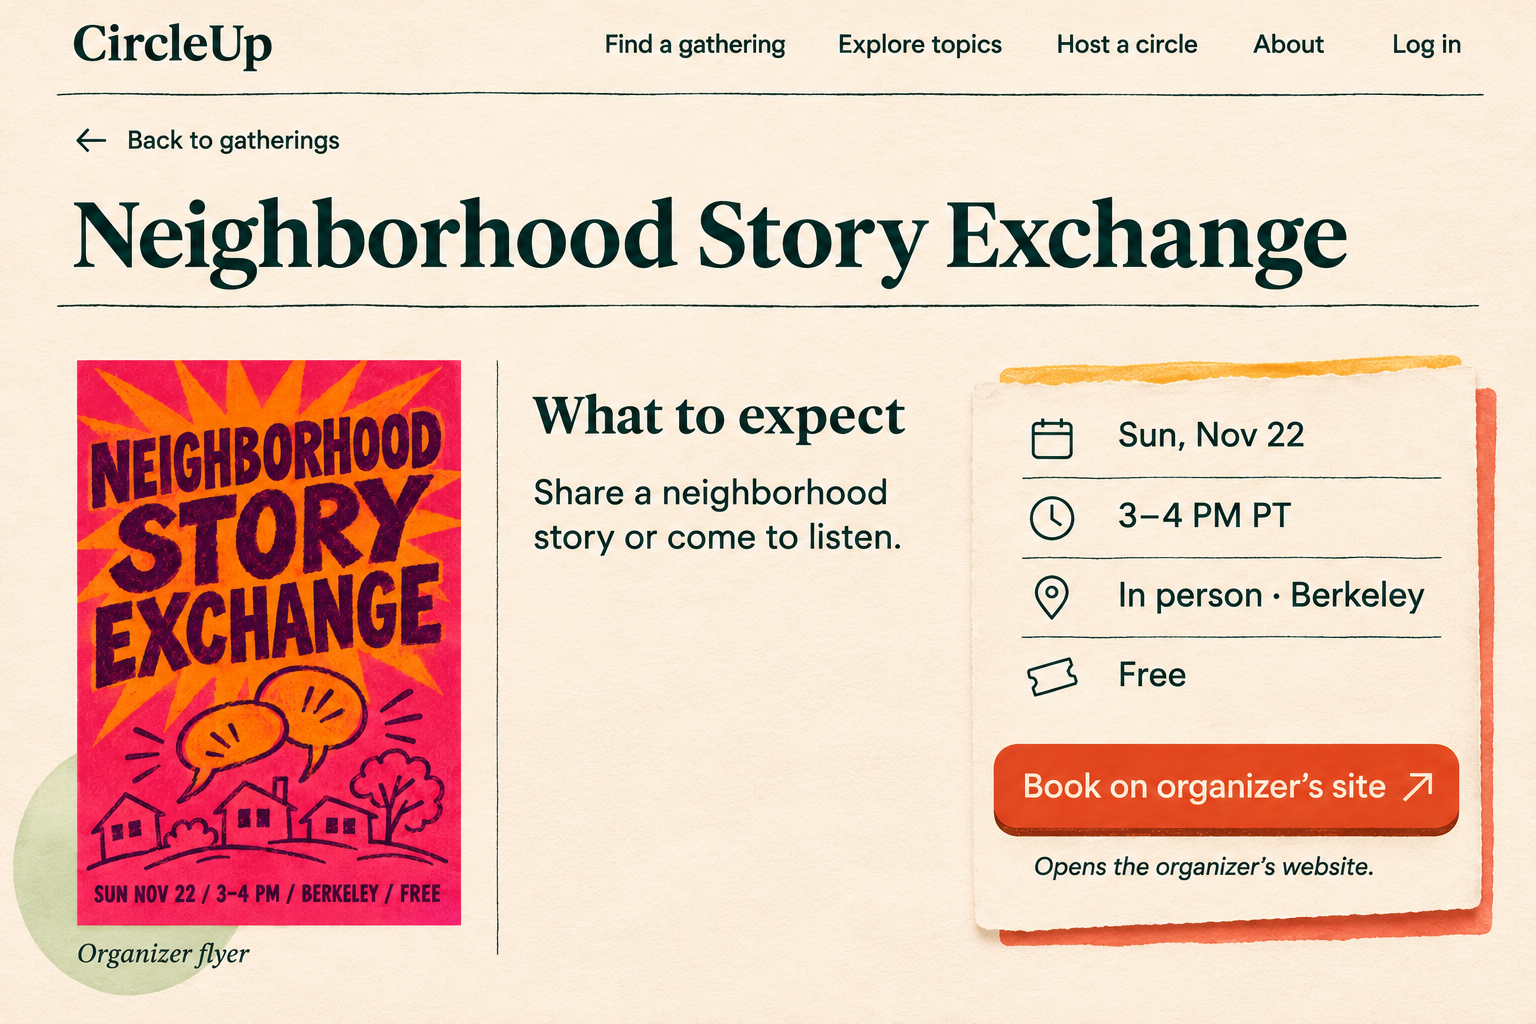 CircleUp
Find a gathering
Explore topics
Host a circle
About
Log in
← Back to gatherings
Neighborhood Story Exchange
NEIGHBORHOOD
STORY
EXCHANGE
SUN NOV 22 / 3–4 PM / BERKELEY / FREE
Organizer flyer
What to expect
Share a neighborhood
story or come to listen.
Sun, Nov 22
3–4 PM PT
In person · Berkeley
Free
Book on organizer’s site ↗
Opens the organizer’s website.